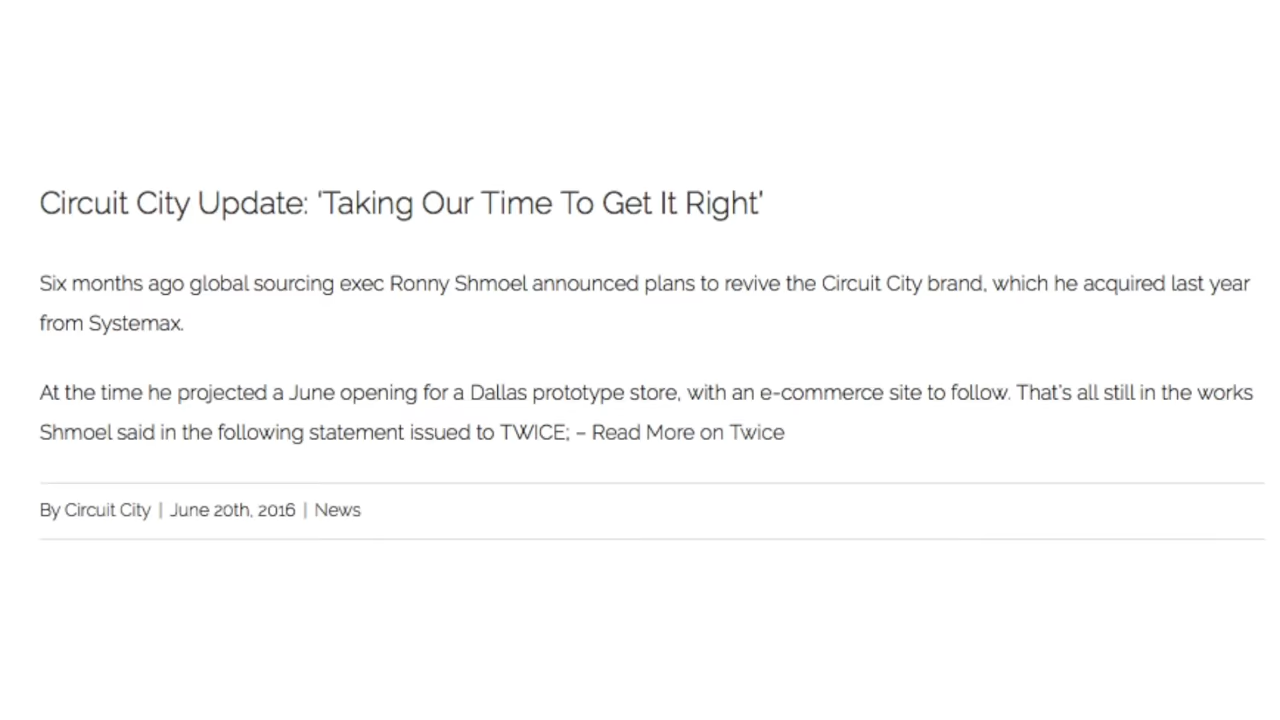 Circuit City Update: 'Taking Our Time To Get It Right'
Six months ago global sourcing exec Ronny Shmoel announced plans to revive the Circuit City brand, which he acquired last year
from Systemax.
At the time he projected a June opening for a Dallas prototype store, with an e-commerce site to follow. That's all still in the works
Shmoel said in the following statement issued to TWICE; – Read More on Twice
By Circuit City | June 20th, 2016 | News